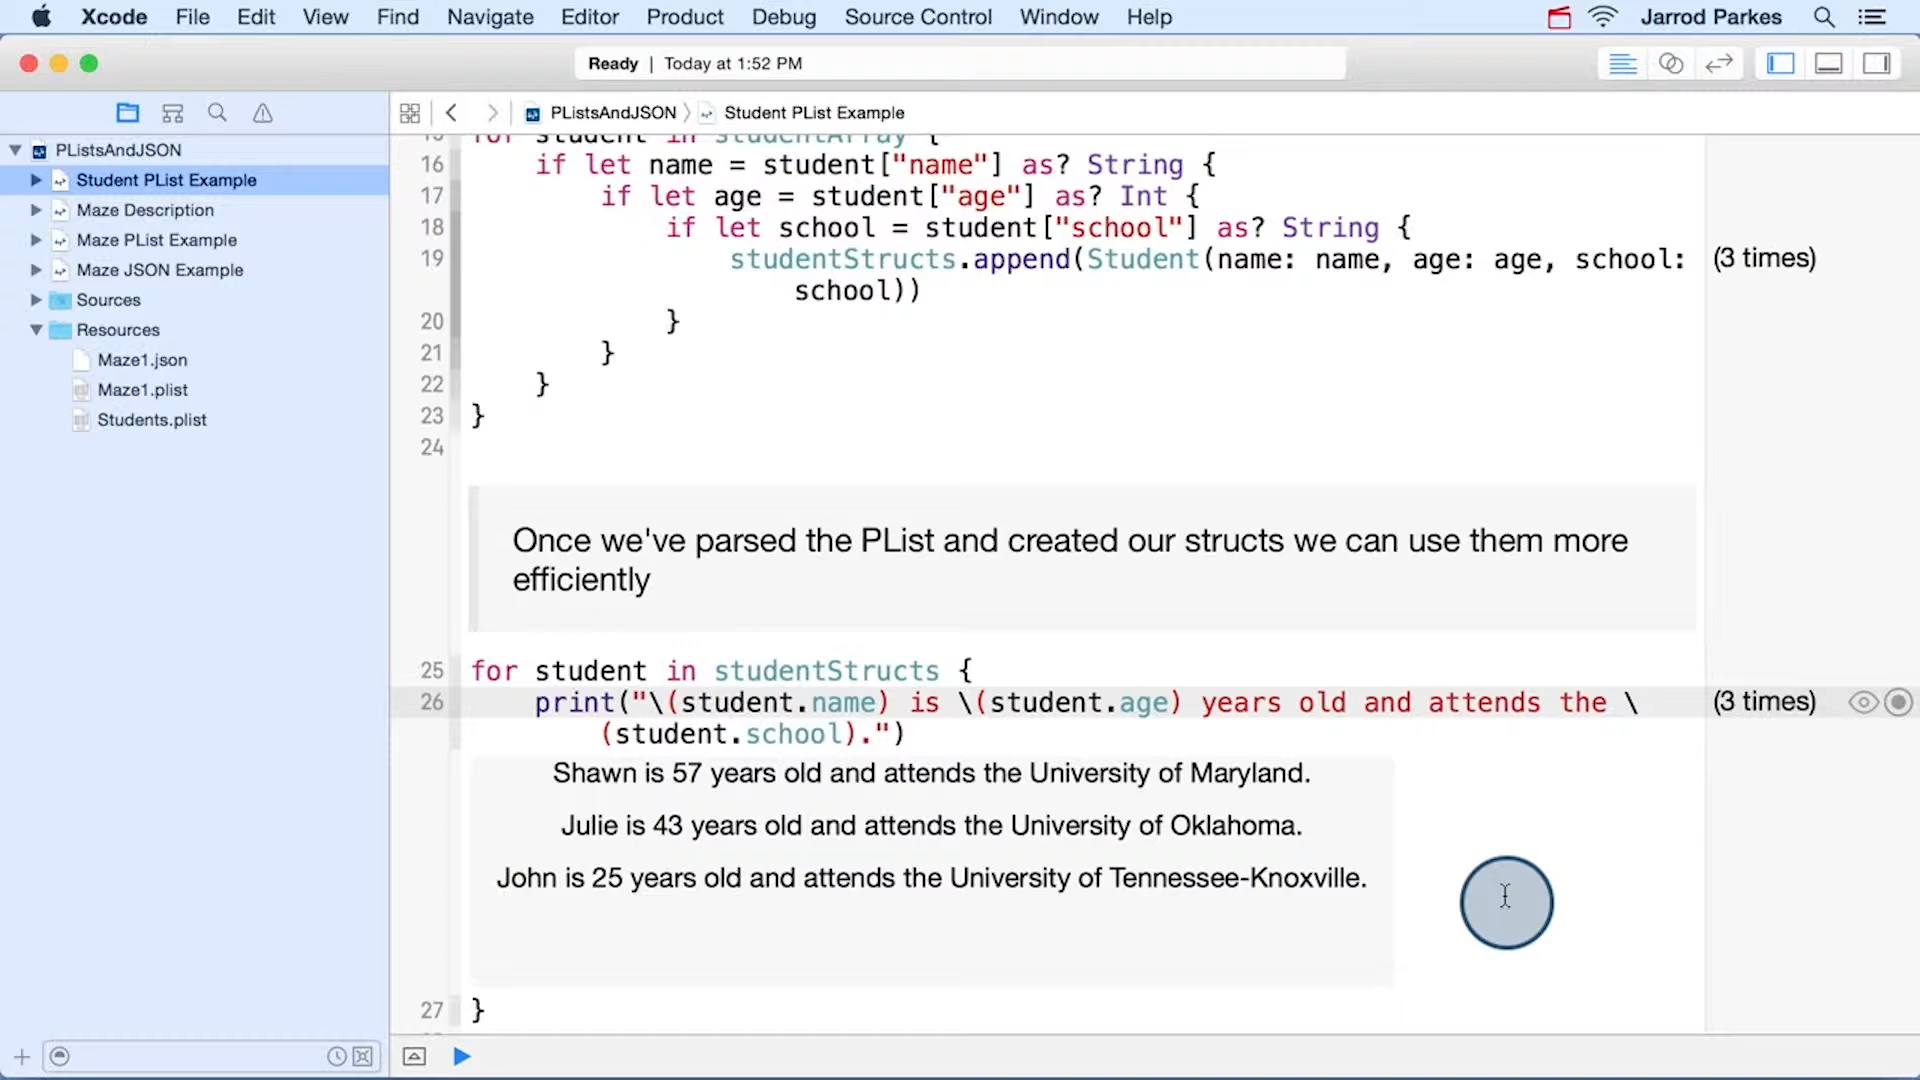 Xcode File Edit View Find Navigate Editor Product Debug Source Control Window Help Jarrod Parkes
Ready | Today at 1:52 PM
PListsAndJSON 〉 Student PList Example
PListsAndJSON
Student PList Example
Maze Description
Maze PList Example
Maze JSON Example
Sources
Resources
Maze1.json
Maze1.plist
Students.plist
15 for student in studentArray {
16 if let name = student["name"] as? String {
17 if let age = student["age"] as? Int {
18 if let school = student["school"] as? String {
19 studentStructs.append(Student(name: name, age: age, school: (3 times)
school))
20 }
21 }
22 }
23 }
24
Once we've parsed the PList and created our structs we can use them more
efficiently
25 for student in studentStructs {
26 print("\(student.name) is \(student.age) years old and attends the \ (3 times)
(student.school).")
Shawn is 57 years old and attends the University of Maryland.
Julie is 43 years old and attends the University of Oklahoma.
John is 25 years old and attends the University of Tennessee-Knoxville.
27 }